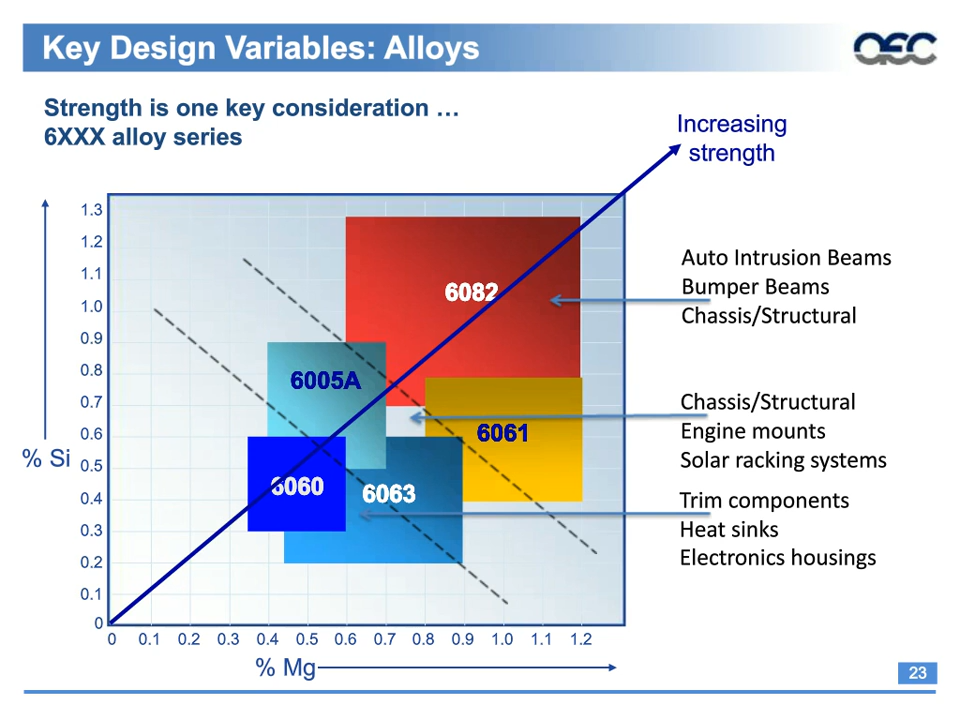 Key Design Variables: Alloys
AEC
Strength is one key consideration …
6XXX alloy series
Increasing
strength
1.3
1.2
1.1
1.0
0.9
0.8
0.7
0.6
0.5
0.4
0.3
0.2
0.1
0
% Si
6082
6005A
6061
6060
6063
Auto Intrusion Beams
Bumper Beams
Chassis/Structural
Chassis/Structural
Engine mounts
Solar racking systems
Trim components
Heat sinks
Electronics housings
0 0.1 0.2 0.3 0.4 0.5 0.6 0.7 0.8 0.9 1.0 1.1 1.2
% Mg
23